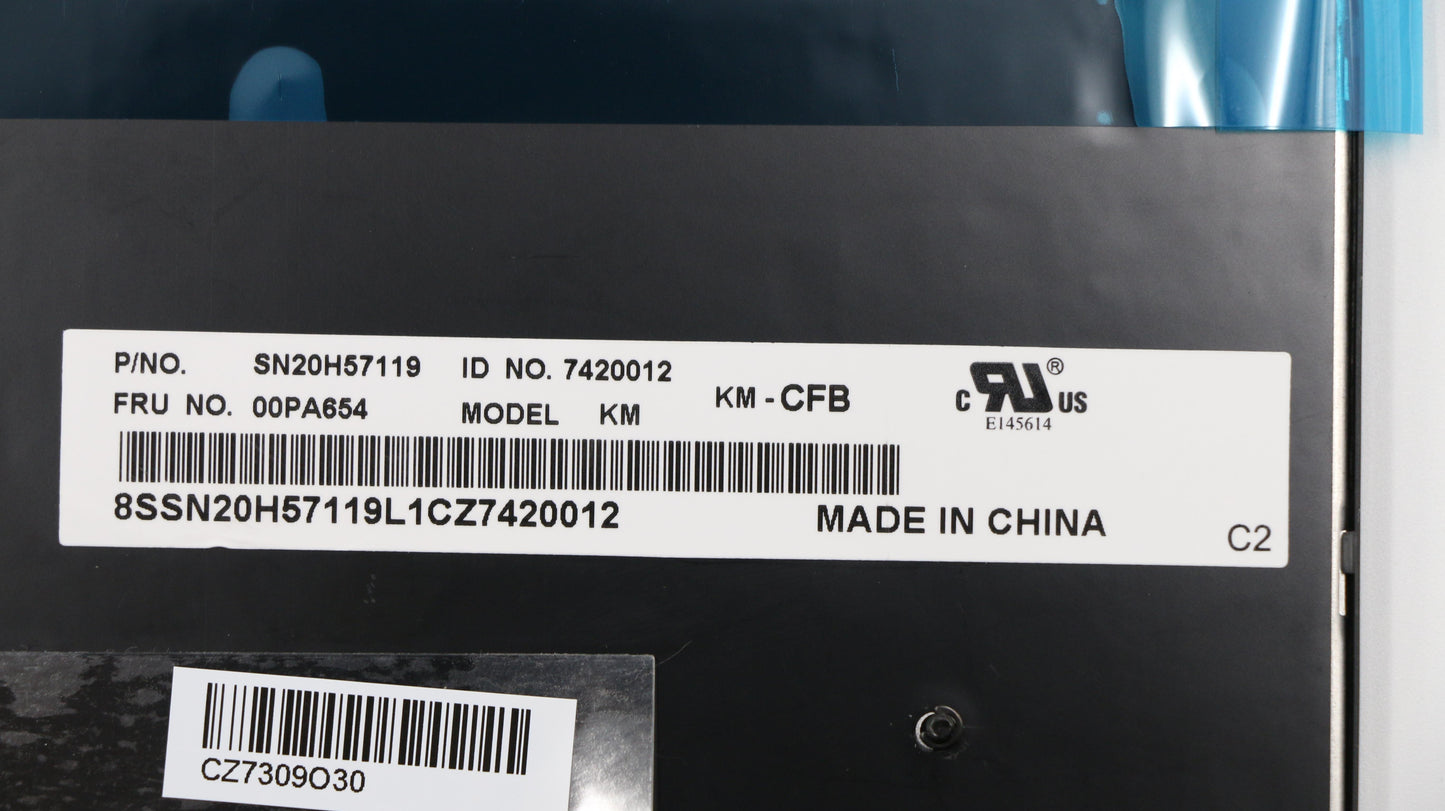 P/NO. SN20H57119 ID NO. 7420012
FRU NO. 00PA654 MODEL KM KM-CFB
C RU ® US
E145614
8SSN20H57119L1CZ7420012
MADE IN CHINA
C2
CZ7309O30